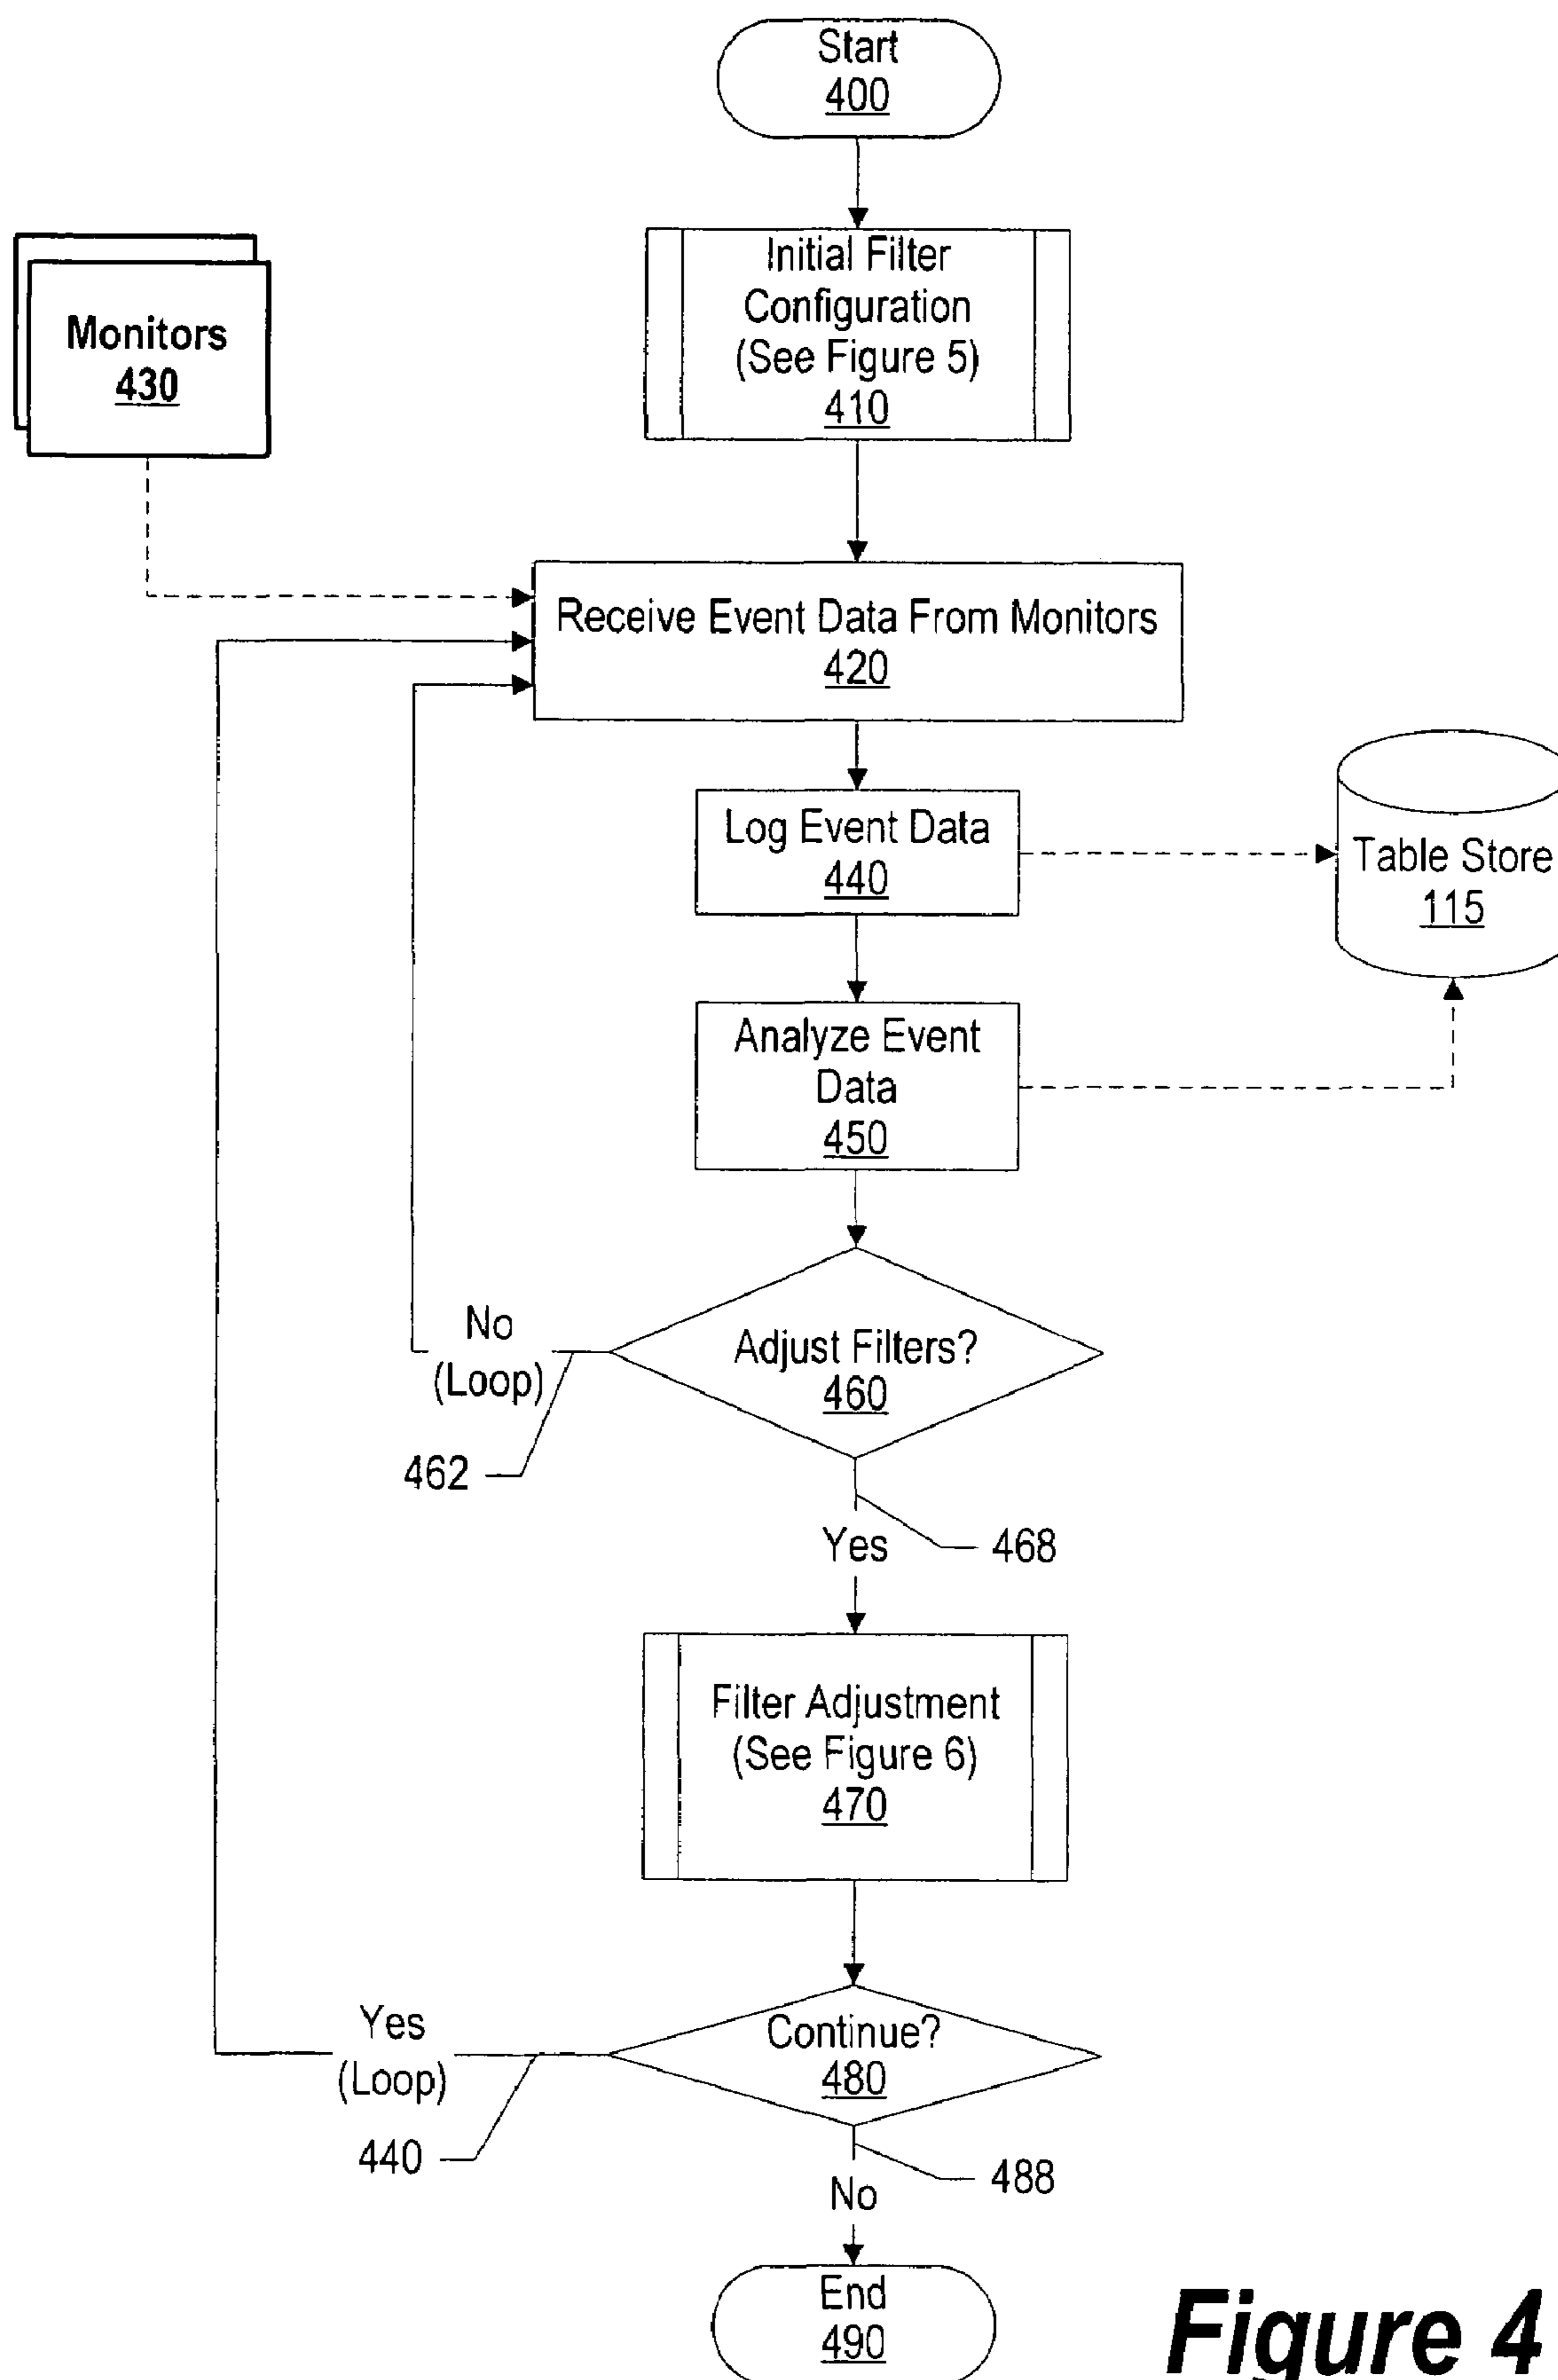 Start
400
Initial Filter
Configuration
(See Figure 5)
410
Monitors
430
Receive Event Data From Monitors
420
Log Event Data
440
Table Store
115
Analyze Event
Data
450
Adjust Filters?
460
No
(Loop)
462
Yes
468
Filter Adjustment
(See Figure 6)
470
Continue?
480
Yes
(Loop)
440
488
No
End
490
Figure 4